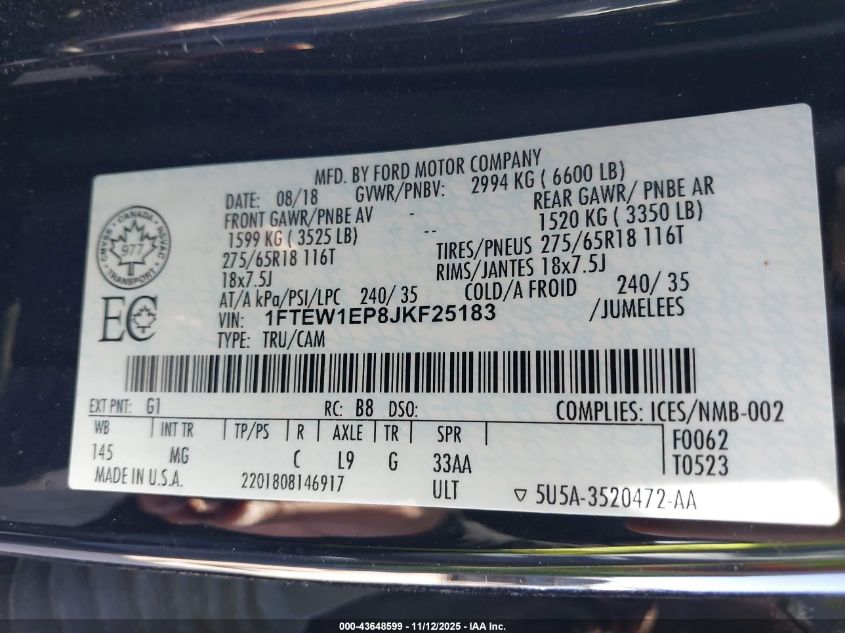 MFD. BY FORD MOTOR COMPANY
DATE: 08/18 GVWR/PNBV: 2994 KG ( 6600 LB)
FRONT GAWR/PNBE AV - REAR GAWR/ PNBE AR
1599 KG ( 3525 LB) -- 1520 KG ( 3350 LB)
275/65R18 116T TIRES/PNEUS 275/65R18 116T
18x7.5J RIMS/JANTES 18x7.5J
AT/A kPa/PSI/LPC 240/ 35 COLD/A FROID 240/ 35
VIN: 1FTEW1EP8JKF25183 /JUMELEES
TYPE: TRU/CAM
CANADA
977
TRANSPORT
EC
EXT PNT: G1 RC: B8 DSO: COMPLIES: ICES/NMB-002
WB INT TR TP/PS R AXLE TR SPR F0062
145 MG C L9 G 33AA T0523
MADE IN U.S.A. 2201808146917 ULT 5U5A-3520472-AA
000-43648599 - 11/12/2025 - IAA Inc.